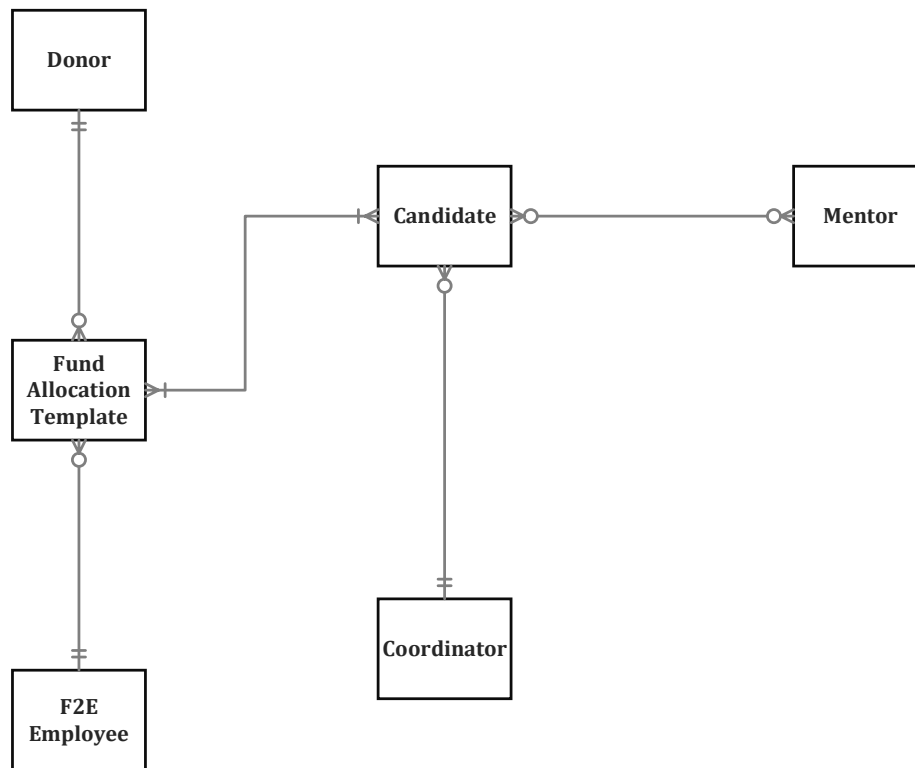 Donor
Candidate
Mentor
Fund
Allocation
Template
Coordinator
F2E
Employee